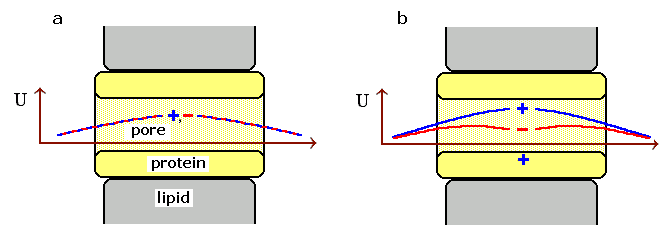 a
b
U
+,-
pore
protein
lipid
U
+
-
+